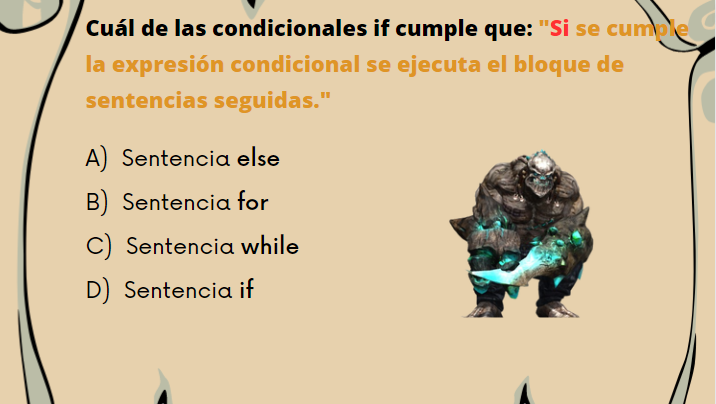 Cuál de las condicionales if cumple que: "Si se cumple
la expresión condicional se ejecuta el bloque de
sentencias seguidas."
A) Sentencia else
B) Sentencia for
C) Sentencia while
D) Sentencia if